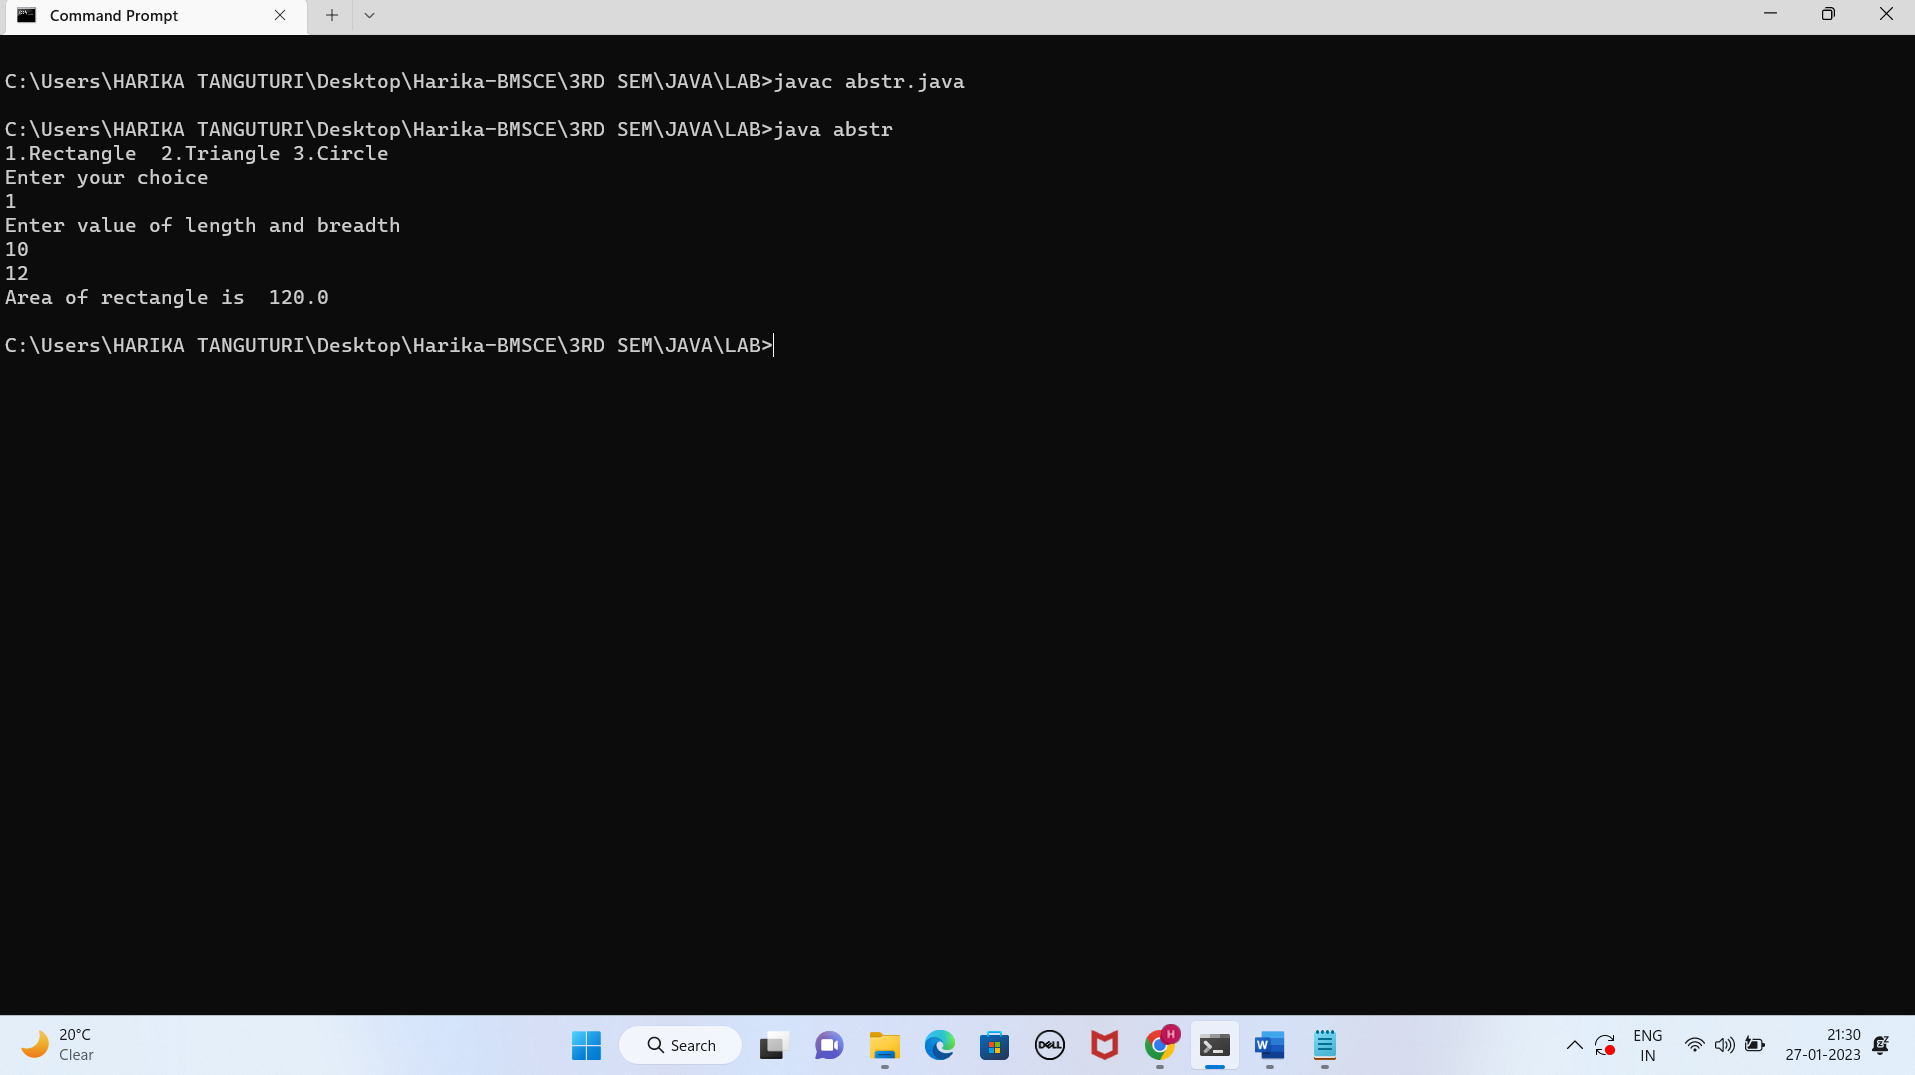 Command Prompt
C:\Users\HARIKA TANGUTURI\Desktop\Harika-BMSCE\3RD SEM\JAVA\LAB>javac abstr.java
C:\Users\HARIKA TANGUTURI\Desktop\Harika-BMSCE\3RD SEM\JAVA\LAB>java abstr
1.Rectangle  2.Triangle 3.Circle
Enter your choice
1
Enter value of length and breadth
10
12
Area of rectangle is  120.0
C:\Users\HARIKA TANGUTURI\Desktop\Harika-BMSCE\3RD SEM\JAVA\LAB>
20°C
Clear
Search
DELL
H
W
ENG
IN
21:30
27-01-2023